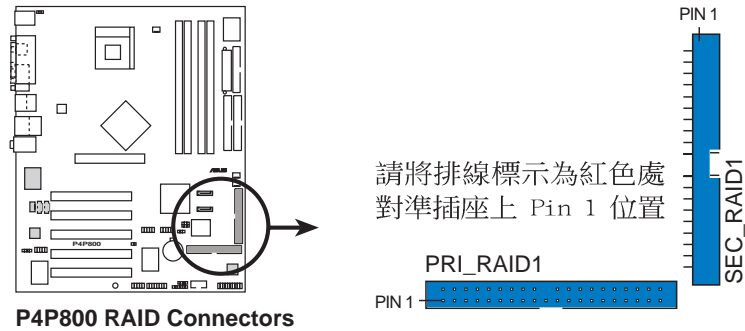 PIN 1
請將排線標示為紅色處
對準插座上 Pin 1 位置
SEC_RAID1
P4P800
PRI_RAID1
PIN 1
P4P800 RAID Connectors